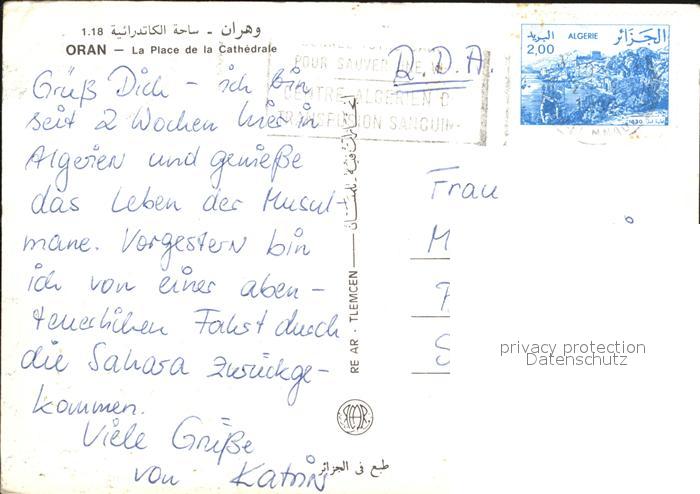 وهران - ساحة الكاتدرائية 1.18
ORAN — La Place de la Cathédrale
Grüß Dich – ich bin
seit 2 Wochen hier in
Algerien und genieße
das Leben der Musul-
mane. Vorgestern bin
ich von einer aben-
teuerlichen Fahrt durch
die Sahara zurückge-
kommen.
Viele Grüße
von Katrin
POUR SAUVER UNE V
CENTRE ALGERIEN D
TRANSFUSION SANGUIN
D.D.A.
البريد
2,00
ALGERIE
الجزائر
1830
RE AR - TLEMCEN
Frau
M
S
privacy protection
Datenschutz
طبع في الجزائر